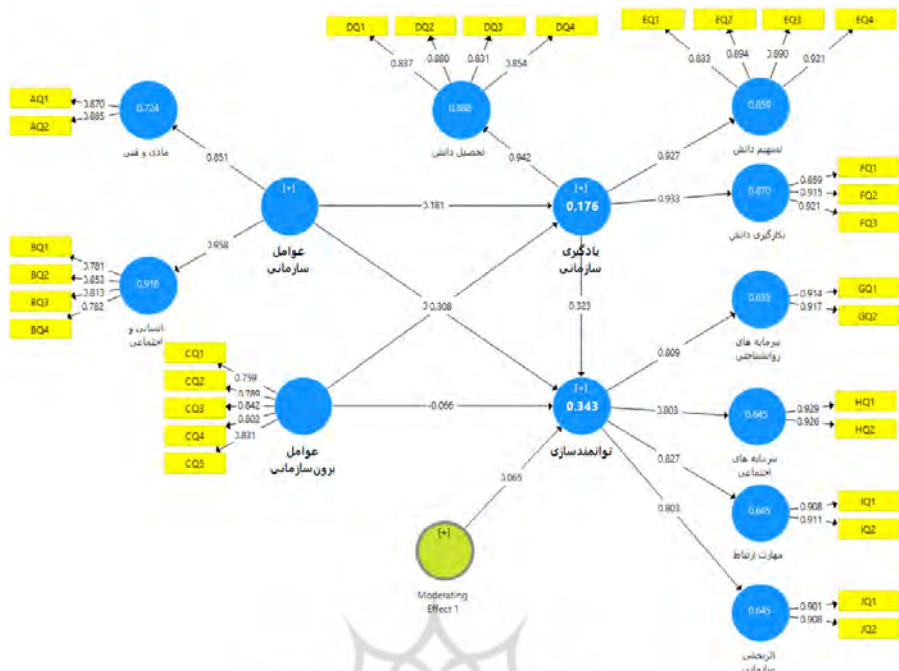 DQ1
DQ2
DQ3
DQ4
0.837
0.880
0.831
0.854
0.888
تحصیل دانش
EQ1
EQ2
EQ3
EQ4
0.833
0.894
0.890
0.921
0.859
تسهیم دانش
AQ1
AQ2
0.870
0.885
0.724
مادی و فنی
0.851
0.942
0.927
[+]
عوامل
سازمانی
0.181
[+]
0.176
یادگیری
سازمانی
0.933
0.870
بکارگیری دانش
FQ1
FQ2
FQ3
0.859
0.915
0.921
0.958
BQ1
BQ2
BQ3
BQ4
0.781
0.853
0.813
0.782
0.918
انسانی و
اجتماعی
0.308
0.323
0.809
سرمایه های
روانشناختی
GQ1
GQ2
0.914
0.917
CQ1
CQ2
CQ3
CQ4
CQ5
0.759
0.789
0.842
0.802
0.831
عوامل
برون‌سازمانی
-0.066
[+]
0.343
توانمندسازی
0.803
0.645
سرمایه های
اجتماعی
HQ1
HQ2
0.929
0.926
0.827
0.685
مهارت ارتباط
IQ1
IQ2
0.908
0.911
0.065
[+]
Moderating
Effect 1
0.803
0.645
اثربخشی
سازمانی
JQ1
JQ2
0.901
0.908